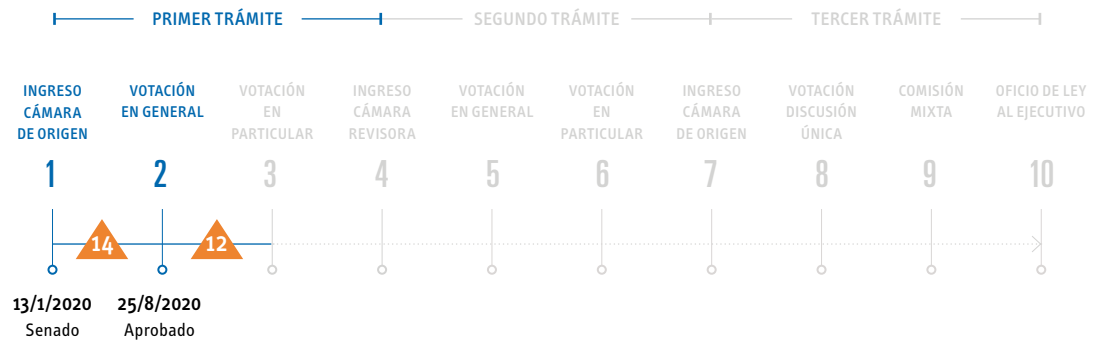 PRIMER TRÁMITE
SEGUNDO TRÁMITE
TERCER TRÁMITE
INGRESO
CÁMARA
DE ORIGEN
VOTACIÓN
EN GENERAL
VOTACIÓN
EN
PARTICULAR
INGRESO
CÁMARA
REVISORA
VOTACIÓN
EN GENERAL
VOTACIÓN
EN
PARTICULAR
INGRESO
CÁMARA
DE ORIGEN
VOTACIÓN
DISCUSIÓN
ÚNICA
COMISIÓN
MIXTA
OFICIO DE LEY
AL EJECUTIVO
1
2
3
4
5
6
7
8
9
10
14
12
13/1/2020
Senado
25/8/2020
Aprobado